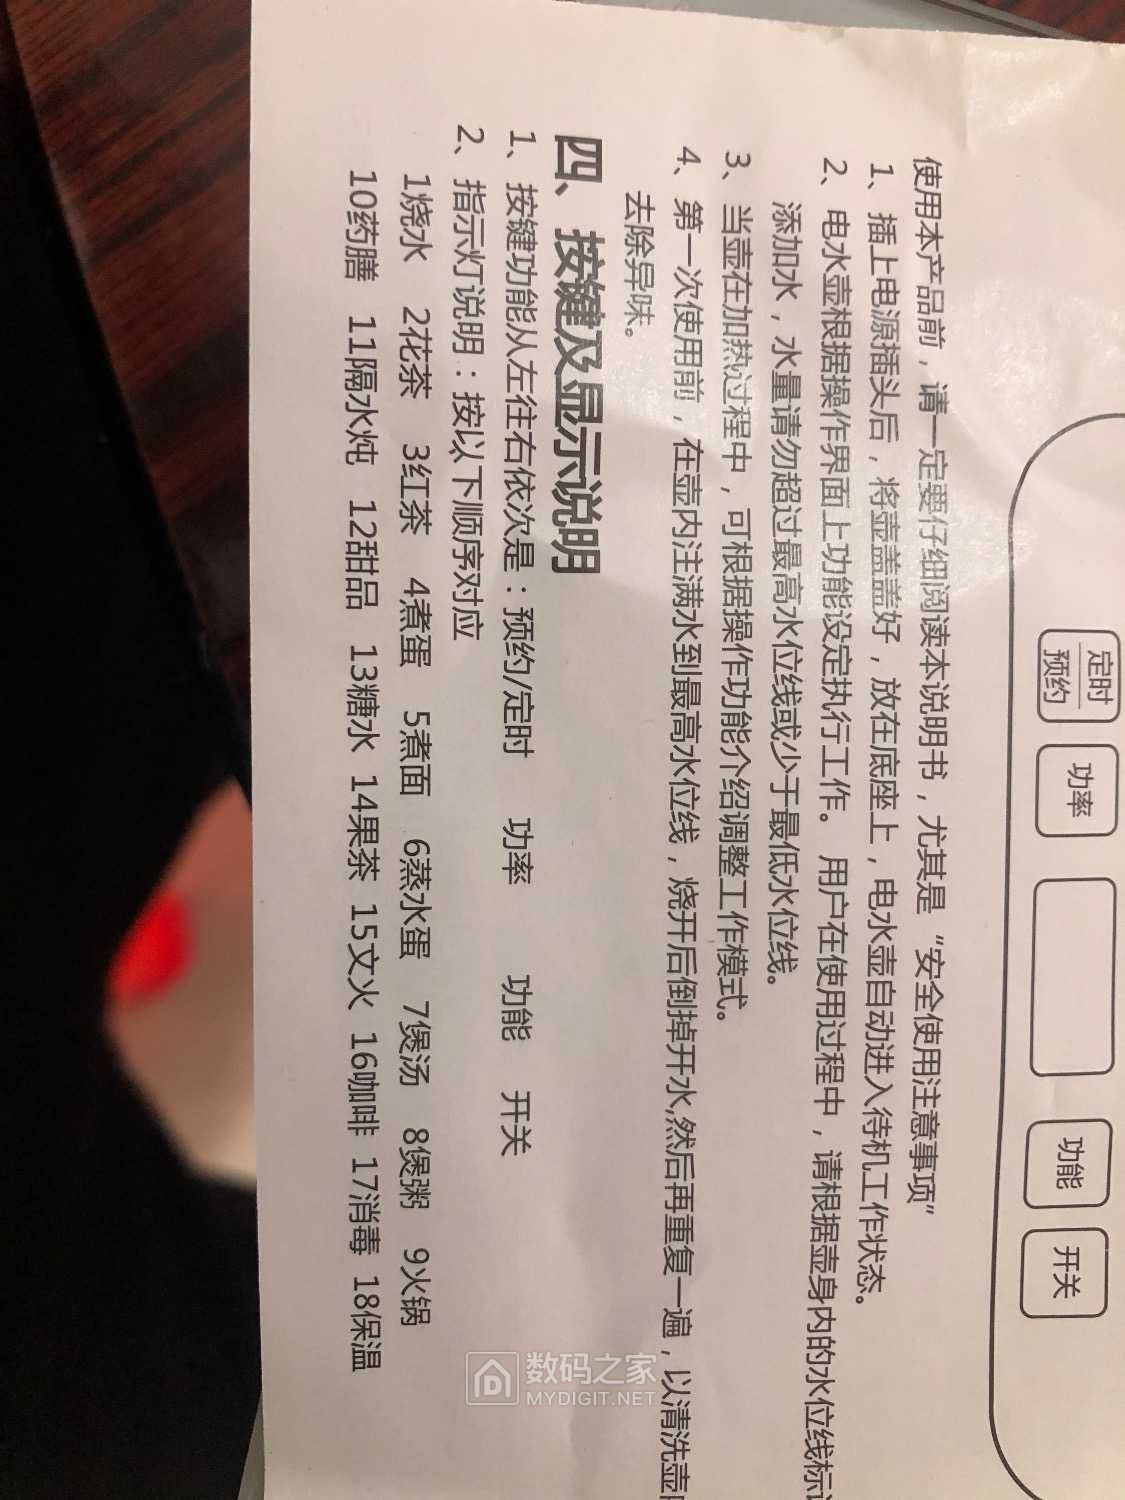 定时
预约
功率
功能
开关
使用本产品前，请一定要仔细阅读本说明书，尤其是“安全使用注意事项”
1、插上电源插头后，将壶盖盖好，放在底座上，电水壶自动进入待机工作状态。
2、电水壶根据操作界面上功能设定执行工作。用户在使用过程中，请根据壶身内的水位线标
添加水，水量请勿超过最高水位线或少于最低水位线。
3、当壶在加热过程中，可根据操作功能介绍调整工作模式。
4、第一次使用前，在壶内注满水到最高水位线，烧开后倒掉开水,然后再重复一遍，以清洗壶
去除异味。
四、按键及显示说明
1、按键功能从左往右依次是：预约/定时 功率 功能 开关
2、指示灯说明：按以下顺序对应
1烧水 2花茶 3红茶 4煮蛋 5煮面 6蒸水蛋 7煲汤 8煲粥 9火锅
10药膳 11隔水炖 12甜品 13糖水 14果茶 15文火 16咖啡 17消毒 18保温
数码之家
MYDIGIT.NET